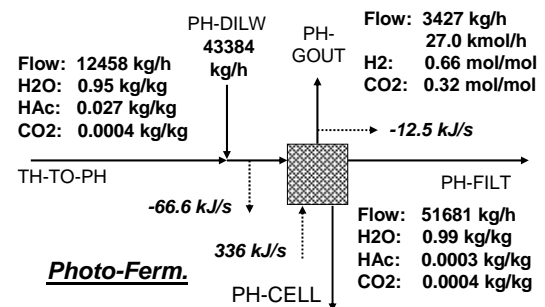 PH-DILW
43384
kg/h
PH-
GOUT
Flow: 3427 kg/h
27.0 kmol/h
H2: 0.66 mol/mol
CO2: 0.32 mol/mol
Flow: 12458 kg/h
H2O: 0.95 kg/kg
HAc: 0.027 kg/kg
CO2: 0.0004 kg/kg
-12.5 kJ/s
TH-TO-PH
PH-FILT
-66.6 kJ/s
336 kJ/s
Flow: 51681 kg/h
H2O: 0.99 kg/kg
HAc: 0.0003 kg/kg
CO2: 0.0004 kg/kg
Photo-Ferm.
PH-CELL